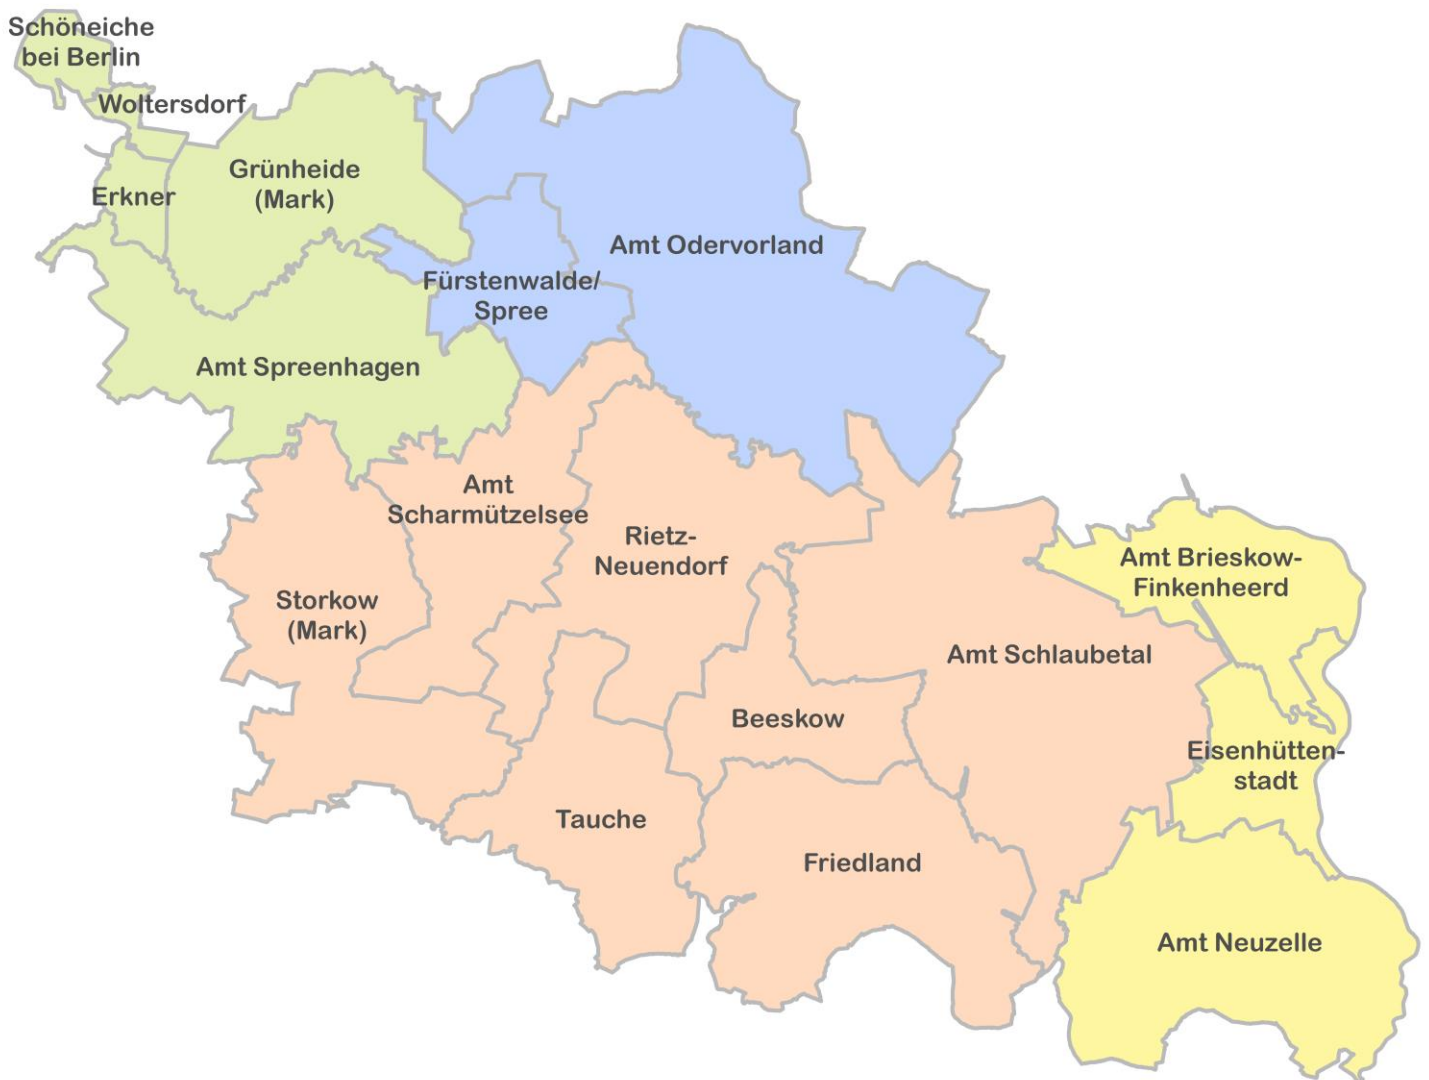 Schöneiche
bei Berlin
Woltersdorf
Grünheide
(Mark)
Erkner
Amt Odervorland
Fürstenwalde/
Spree
Amt Spreenhagen
Amt
Scharmützelsee
Rietz-
Neuendorf
Amt Brieskow-
Finkenheerd
Storkow
(Mark)
Amt Schlaubetal
Beeskow
Eisenhütten-
stadt
Tauche
Friedland
Amt Neuzelle